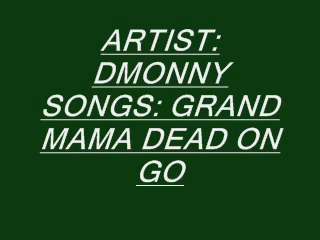 ARTIST:
DMONNY
SONGS: GRAND
MAMA DEAD ON
GO